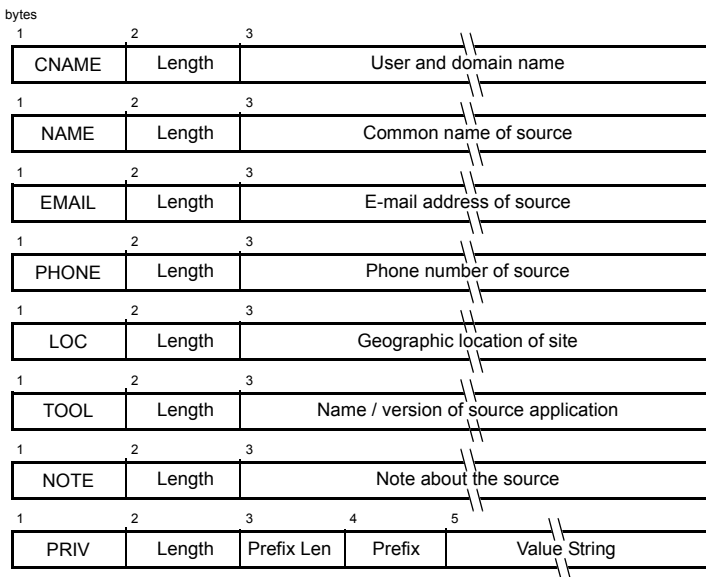 bytes
1 2 3
CNAME Length User and domain name
1 2 3
NAME Length Common name of source
1 2 3
EMAIL Length E-mail address of source
1 2 3
PHONE Length Phone number of source
1 2 3
LOC Length Geographic location of site
1 2 3
TOOL Length Name / version of source application
1 2 3
NOTE Length Note about the source
1 2 3 4 5
PRIV Length Prefix Len Prefix Value String